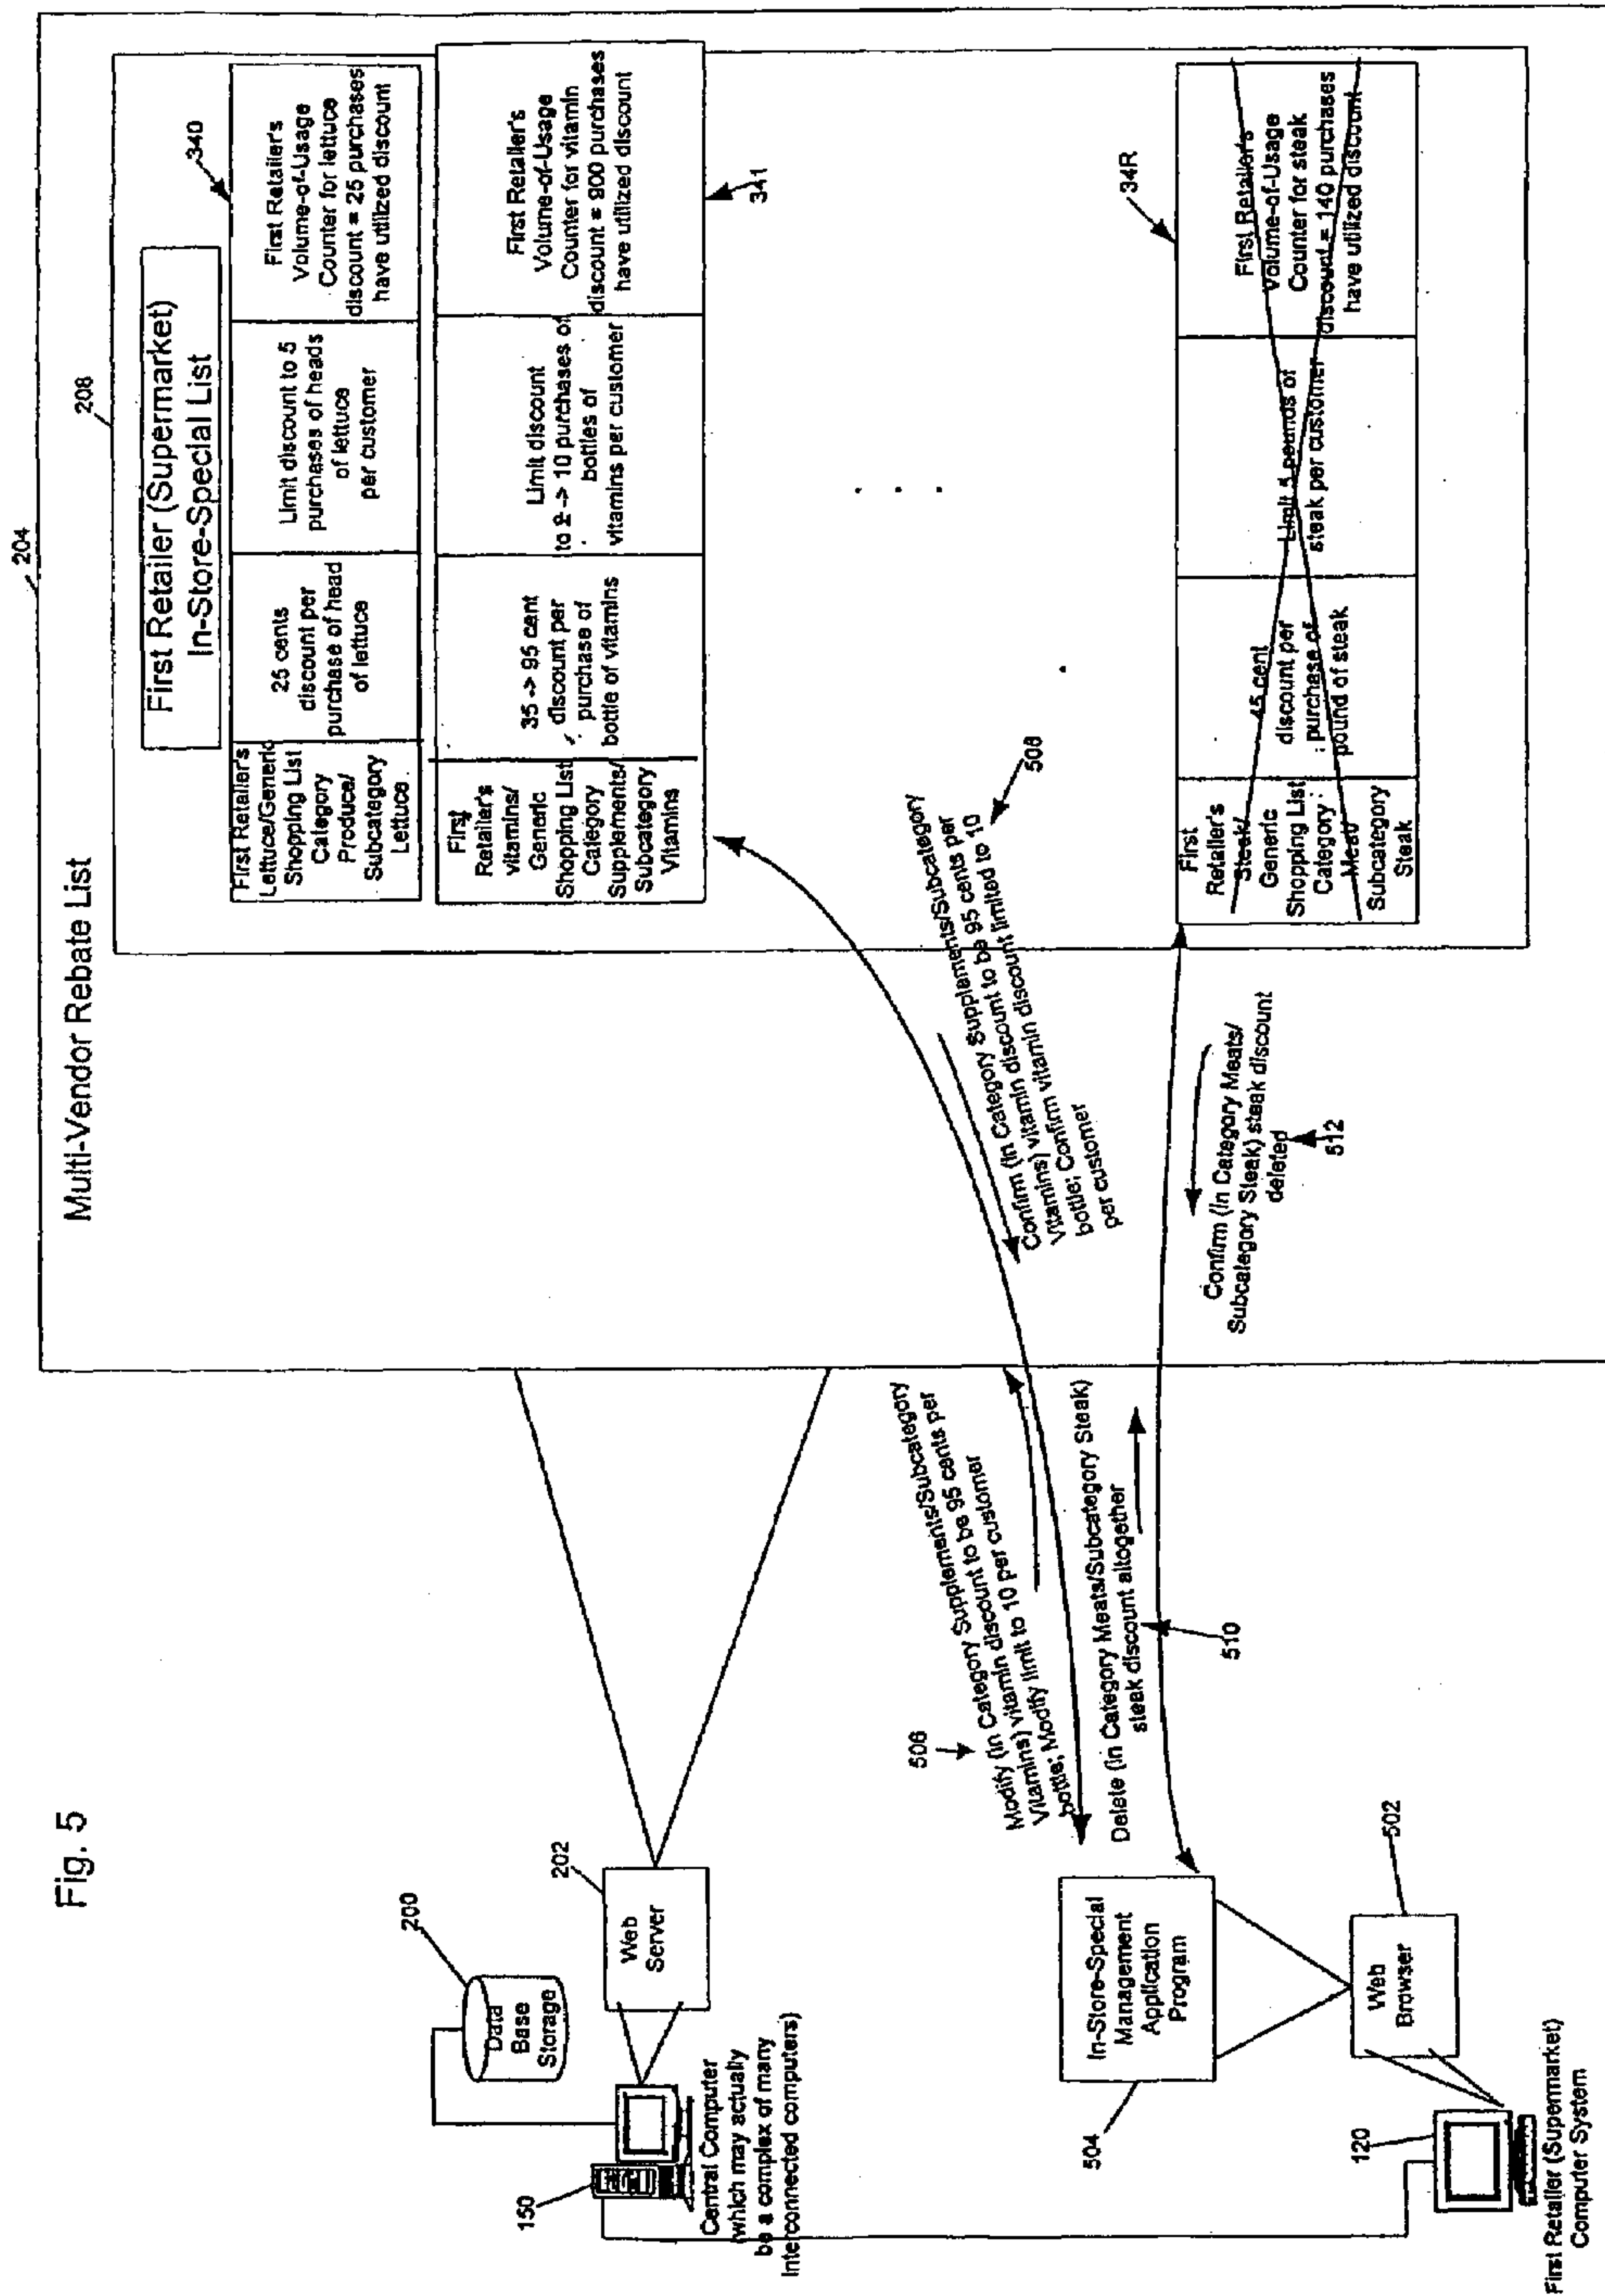 Fig. 5
204
Multi-Vendor Rebate List
208
First Retailer (Supermarket)
In-Store-Special List
340
First Retailer's
Lettuce/Generic
Shopping List
Category
Produce/
Subcategory
Lettuce
25 cents
discount per
purchase of head
of lettuce
Limit discount to 5
purchases of heads
of lettuce
per customer
First Retailer's
Volume-of-Usage
Counter for lettuce
discount = 25 purchases
have utilized discount
First
Retailer's
vitamins/
Generic
Shopping List
Category
Supplements/
Subcategory
Vitamins
35 -> 95 cent
discount per
purchase of
bottle of vitamins
Limit discount
to 2 -> 10 purchases of
bottles of
vitamins per customer
First Retailer's
Volume-of-Usage
Counter for vitamin
discount = 900 purchases
have utilized discount
341
. . .
34R
First
Retailer's
Steak/
Generic
Shopping List
Category
Meat/
Subcategory
Steak
45 cent
discount per
purchase of
pound of steak
Limit 5 pounds of
steak per customer
First Retailer's
Volume-of-Usage
Counter for steak
discount = 140 purchases
have utilized discount
200
Data
Base
Storage
202
Web
Server
150
Central Computer
(which may actually
be a complex of many
interconnected computers)
506
Modify (in Category Supplements/Subcategory
Vitamins) vitamin discount to be 95 cents per
bottle; Modify limit to 10 per customer
508
Confirm (in Category Supplements/Subcategory
Vitamins) vitamin discount to be 95 cents per
bottle; Confirm vitamin discount limited to 10
per customer
Delete (in Category Meats/Subcategory Steak)
steak discount altogether
510
Confirm (in Category Meats/
Subcategory Steak) steak discount
deleted
512
In-Store-Special
Management
Application
Program
504
502
Web
Browser
120
First Retailer (Supermarket)
Computer System